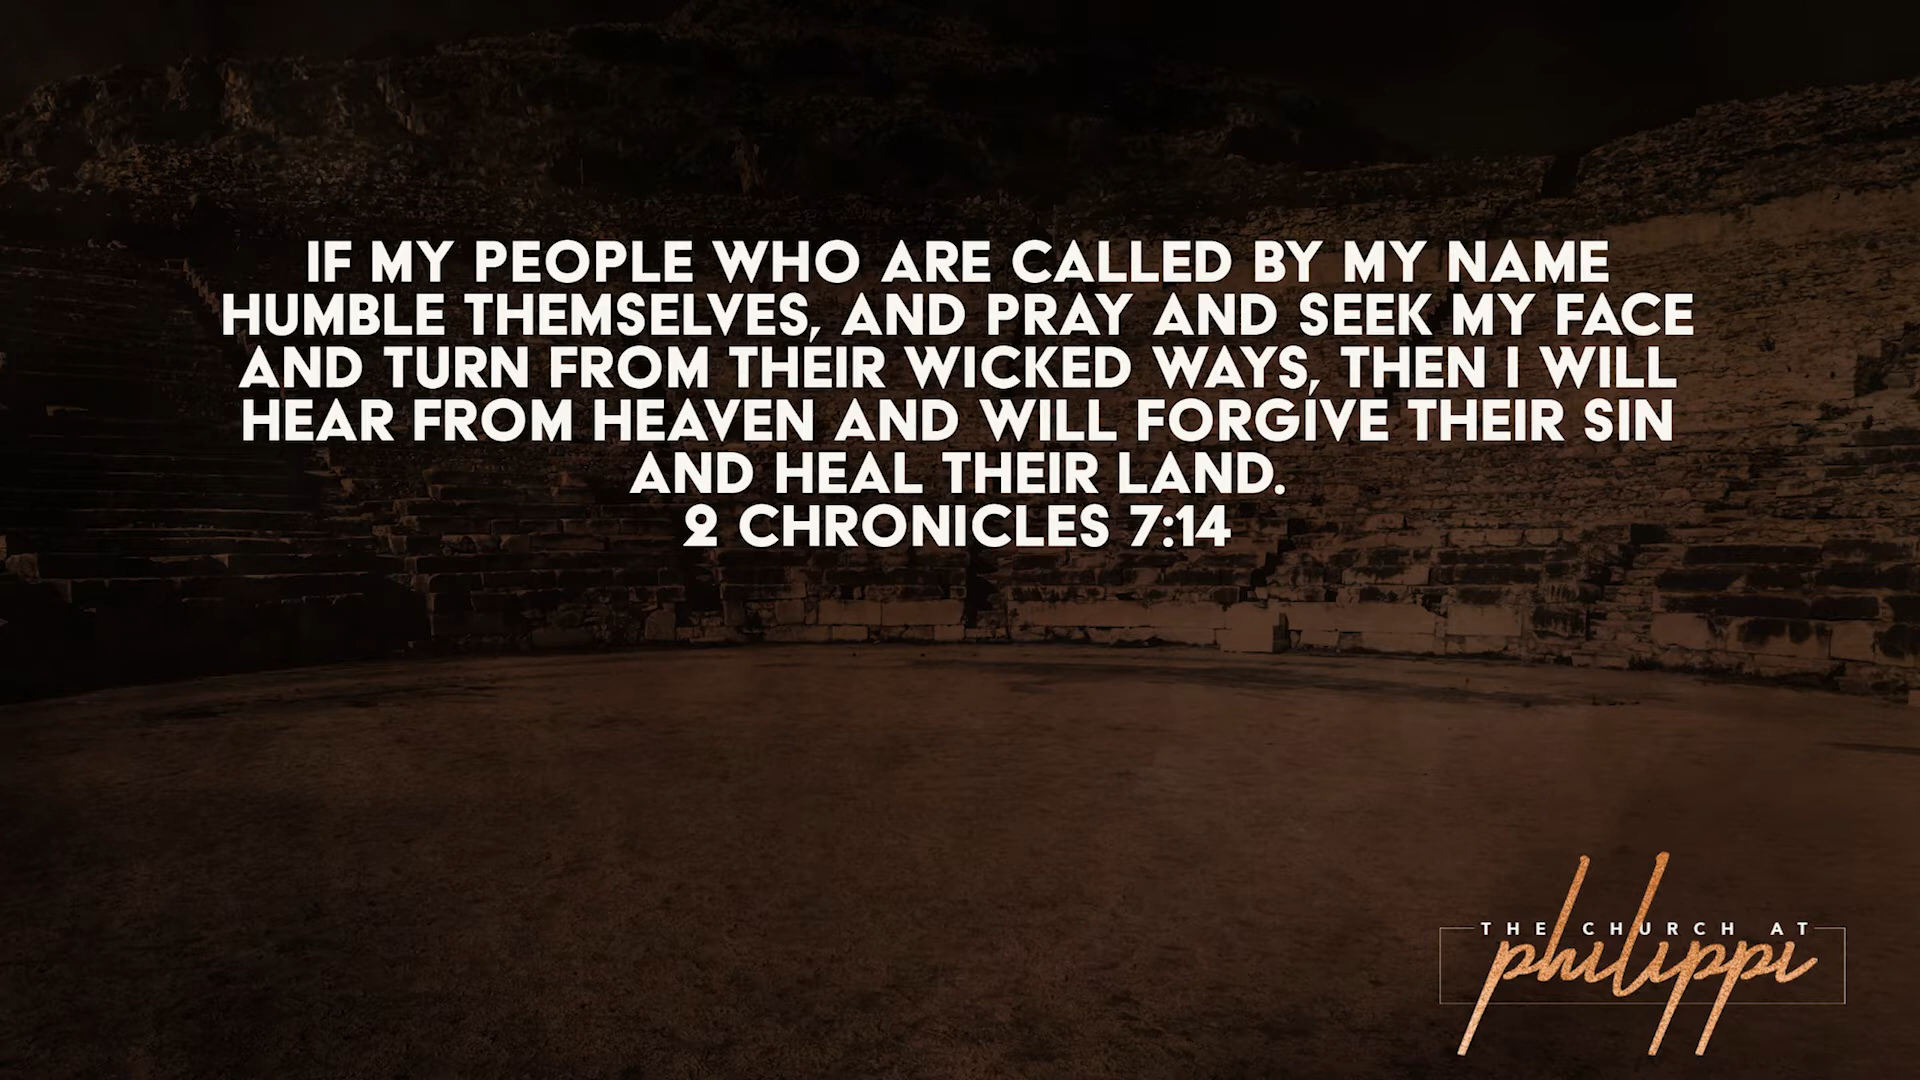 IF MY PEOPLE WHO ARE CALLED BY MY NAME
HUMBLE THEMSELVES, AND PRAY AND SEEK MY FACE
AND TURN FROM THEIR WICKED WAYS, THEN I WILL
HEAR FROM HEAVEN AND WILL FORGIVE THEIR SIN
AND HEAL THEIR LAND.
2 CHRONICLES 7:14
THE CHURCH AT
philippi